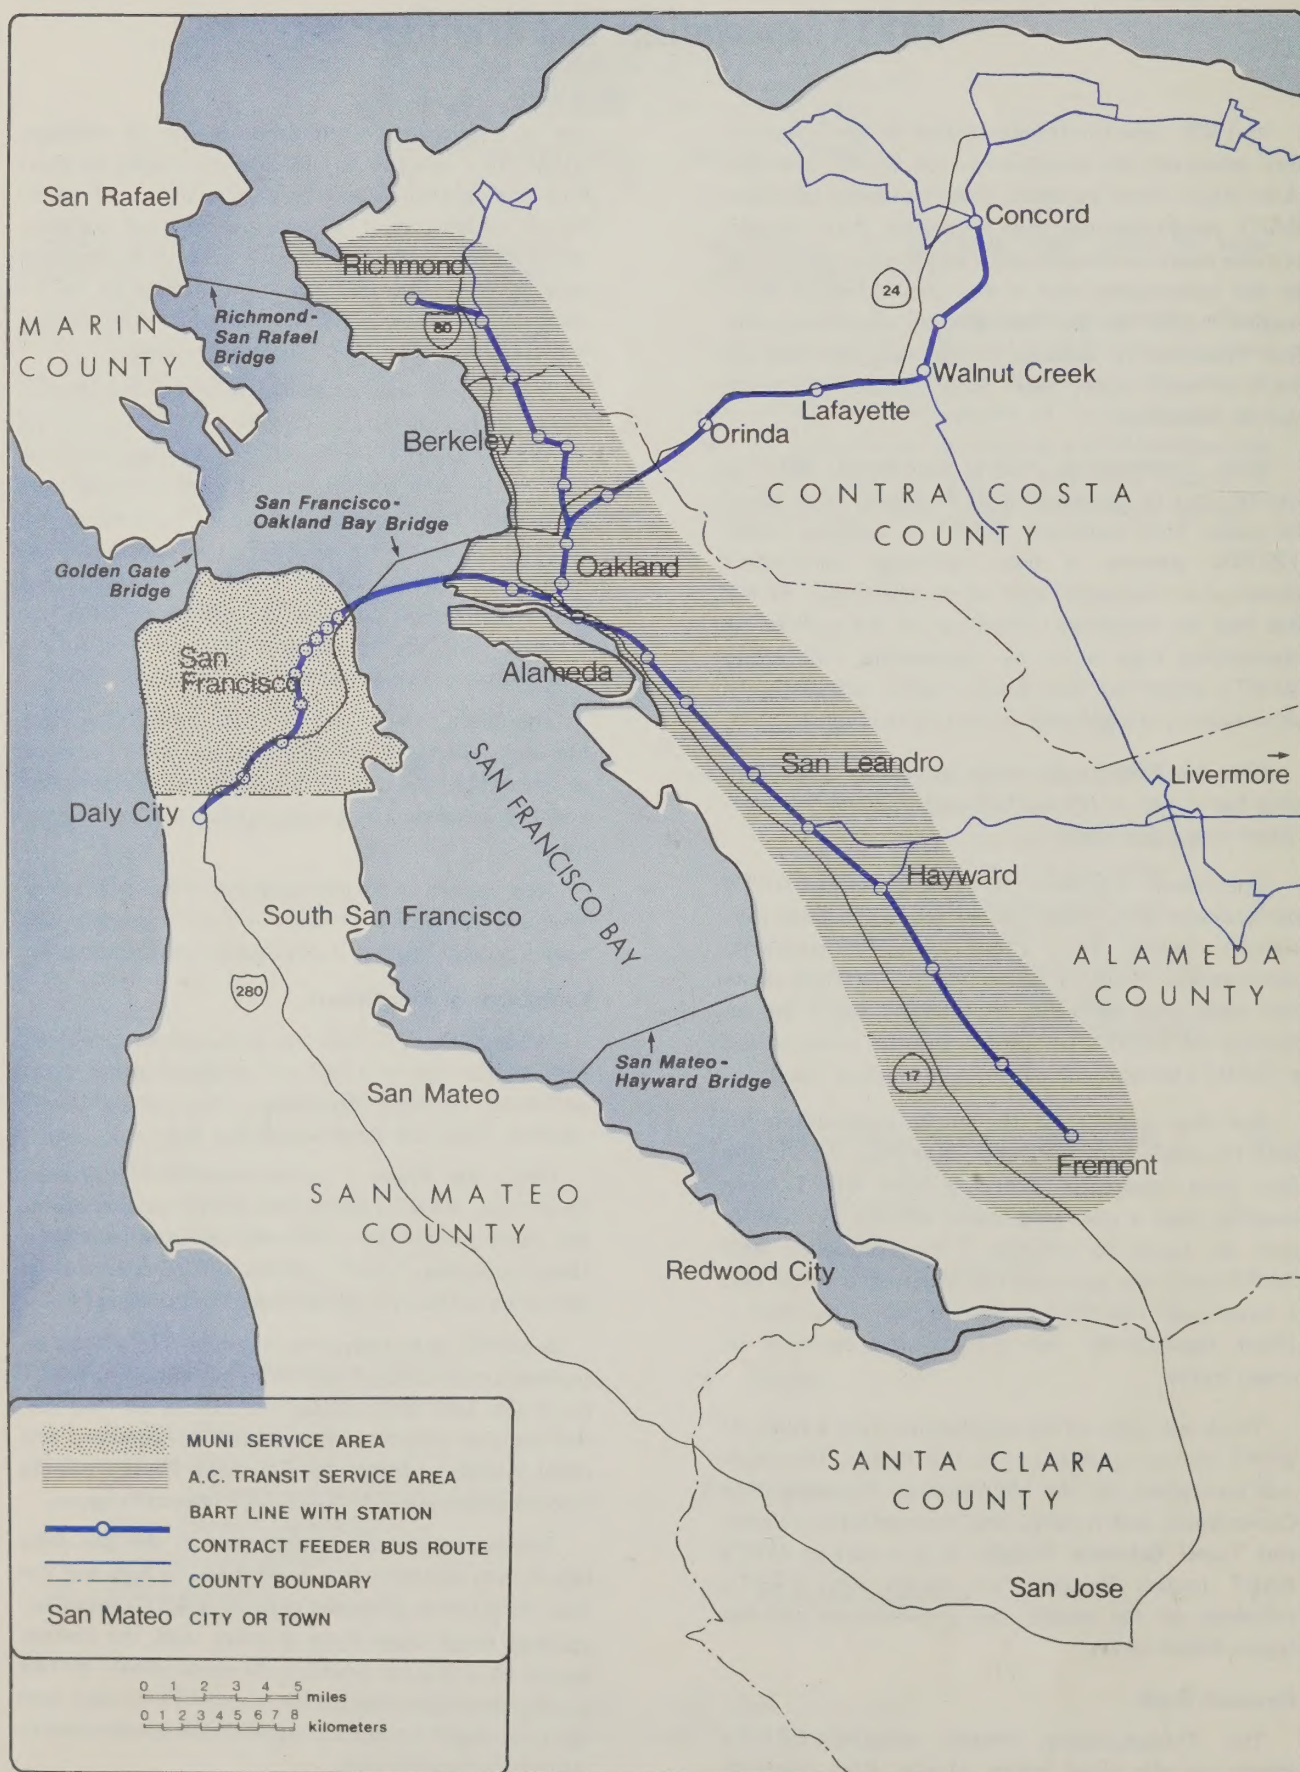 San Rafael
Concord
Richmond
24
MARIN
COUNTY
Richmond-
San Rafael
Bridge
80
Walnut Creek
Lafayette
Orinda
Berkeley
CONTRA COSTA
COUNTY
San Francisco-
Oakland Bay Bridge
Golden Gate
Bridge
Oakland
San
Francisco
Alameda
SAN FRANCISCO BAY
San Leandro
Livermore
Daly City
Hayward
South San Francisco
ALAMEDA
COUNTY
280
San Mateo-
Hayward Bridge
17
San Mateo
Fremont
SAN MATEO
COUNTY
Redwood City
SANTA CLARA
COUNTY
San Jose
MUNI SERVICE AREA
A.C. TRANSIT SERVICE AREA
BART LINE WITH STATION
CONTRACT FEEDER BUS ROUTE
COUNTY BOUNDARY
San Mateo CITY OR TOWN
0 1 2 3 4 5 miles
0 1 2 3 4 5 6 7 8 kilometers